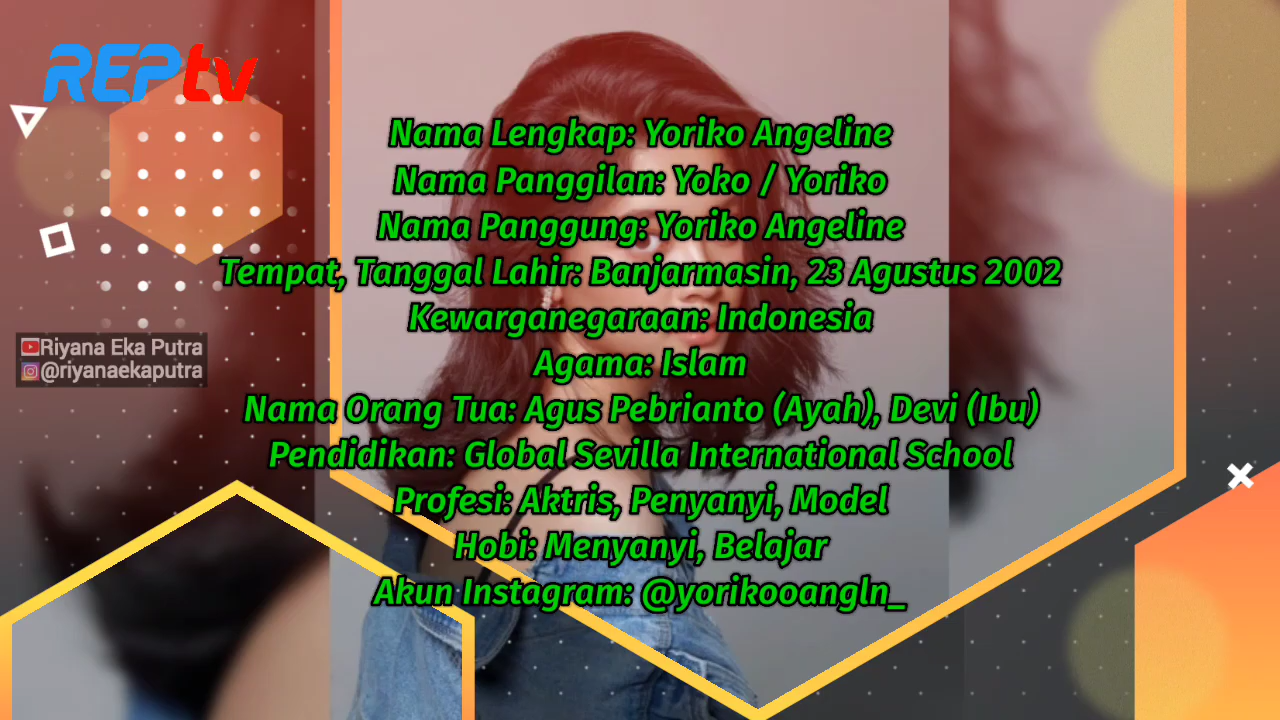 REPtv
Nama Lengkap: Yoriko Angeline
Nama Panggilan: Yoko / Yoriko
Nama Panggung: Yoriko Angeline
Tempat, Tanggal Lahir: Banjarmasin, 23 Agustus 2002
Kewarganegaraan: Indonesia
Riyana Eka Putra
@riyanaekaputra
Agama: Islam
Nama Orang Tua: Agus Pebrianto (Ayah), Devi (Ibu)
Pendidikan: Global Sevilla International School
Profesi: Aktris, Penyanyi, Model
Hobi: Menyanyi, Belajar
Akun Instagram: @yorikooangln_